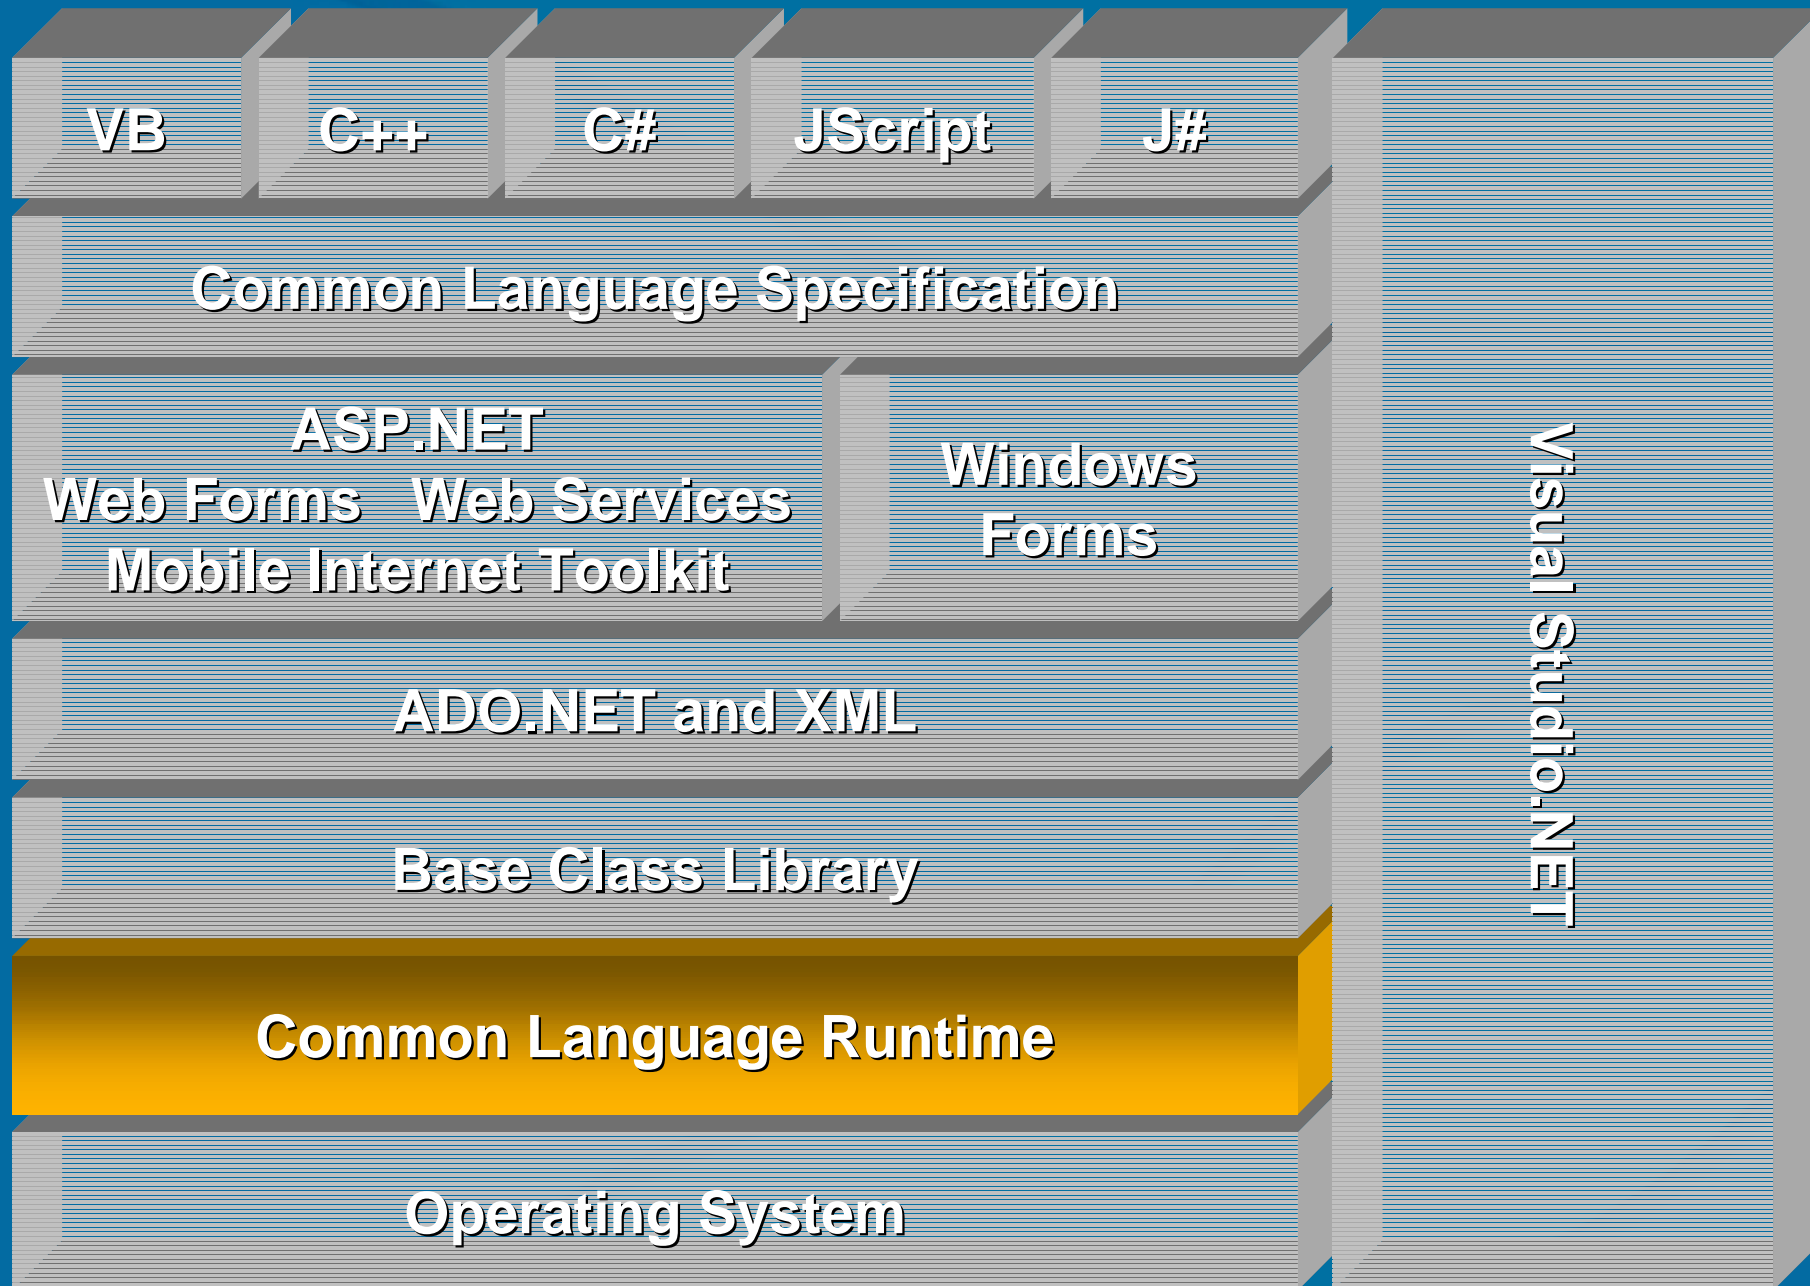 VB
C++
C#
JScript
J#
Common Language Specification
ASP.NET
Web Forms   Web Services
Mobile Internet Toolkit
Windows
Forms
ADO.NET and XML
Base Class Library
Common Language Runtime
Operating System
Visual Studio.NET